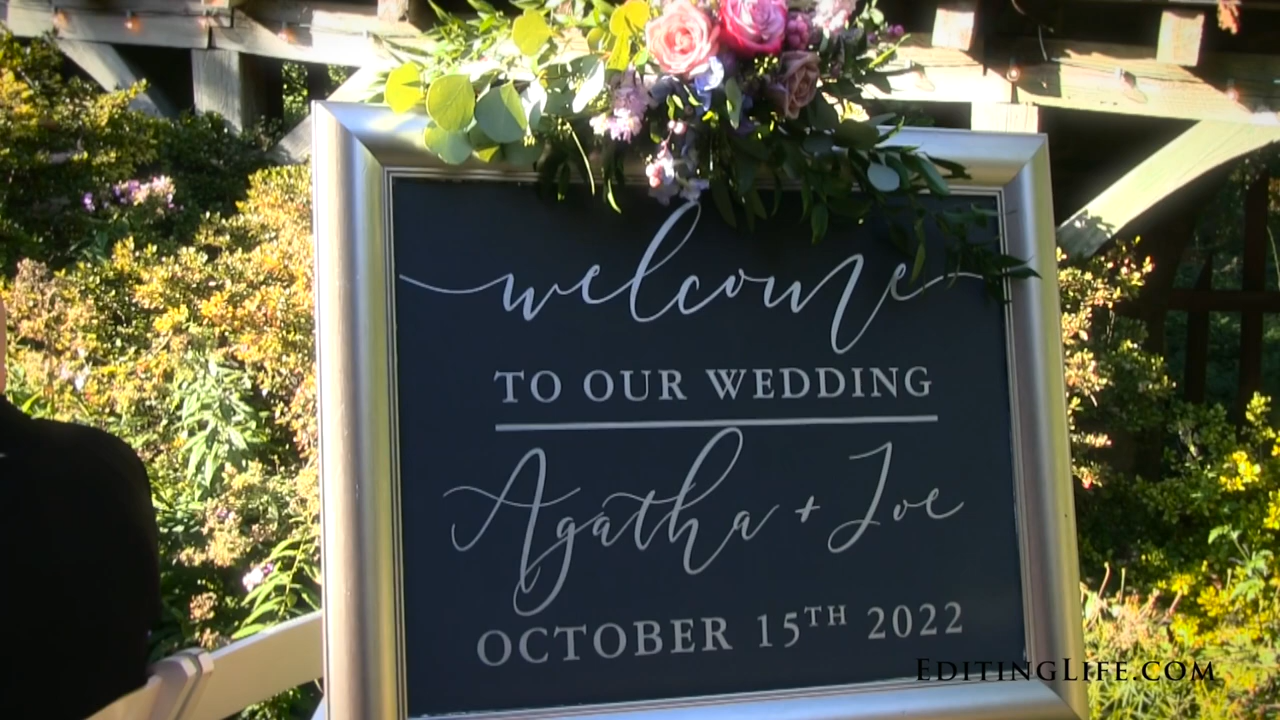 welcome
TO OUR WEDDING
Agatha + Joe
OCTOBER 15TH 2022
EDITINGLIFE.COM